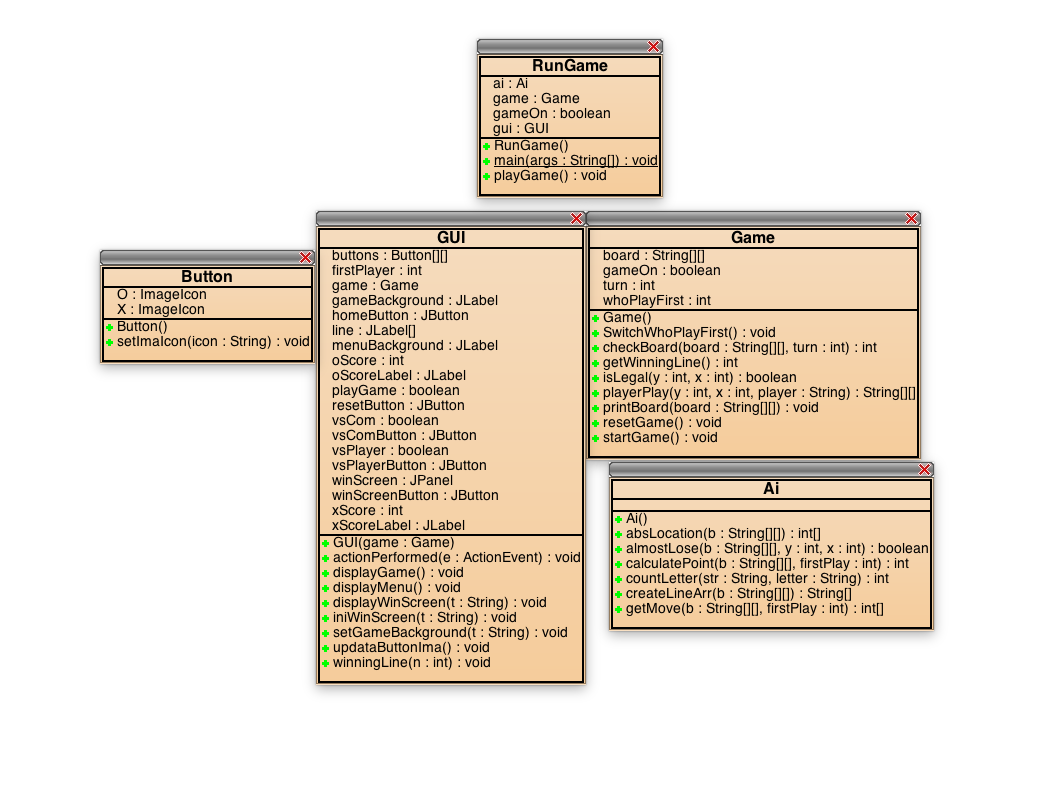 RunGame
ai : Ai
game : Game
gameOn : boolean
gui : GUI
RunGame()
main(args : String[]) : void
playGame() : void
Button
O : ImageIcon
X : ImageIcon
Button()
setImaIcon(icon : String) : void
GUI
buttons : Button[][]
firstPlayer : int
game : Game
gameBackground : JLabel
homeButton : JButton
line : JLabel[]
menuBackground : JLabel
oScore : int
oScoreLabel : JLabel
playGame : boolean
resetButton : JButton
vsCom : boolean
vsComButton : JButton
vsPlayer : boolean
vsPlayerButton : JButton
winScreen : JPanel
winScreenButton : JButton
xScore : int
xScoreLabel : JLabel
GUI(game : Game)
actionPerformed(e : ActionEvent) : void
displayGame() : void
displayMenu() : void
displayWinScreen(t : String) : void
iniWinScreen(t : String) : void
setGameBackground(t : String) : void
updataButtonIma() : void
winningLine(n : int) : void
Game
board : String[][]
gameOn : boolean
turn : int
whoPlayFirst : int
Game()
SwitchWhoPlayFirst() : void
checkBoard(board : String[][], turn : int) : int
getWinningLine() : int
isLegal(y : int, x : int) : boolean
playerPlay(y : int, x : int, player : String) : String[][]
printBoard(board : String[][]) : void
resetGame() : void
startGame() : void
Ai
Ai()
absLocation(b : String[][]) : int[]
almostLose(b : String[][], y : int, x : int) : boolean
calculatePoint(b : String[][], firstPlay : int) : int
countLetter(str : String, letter : String) : int
createLineArr(b : String[][]) : String[]
getMove(b : String[][], firstPlay : int) : int[]